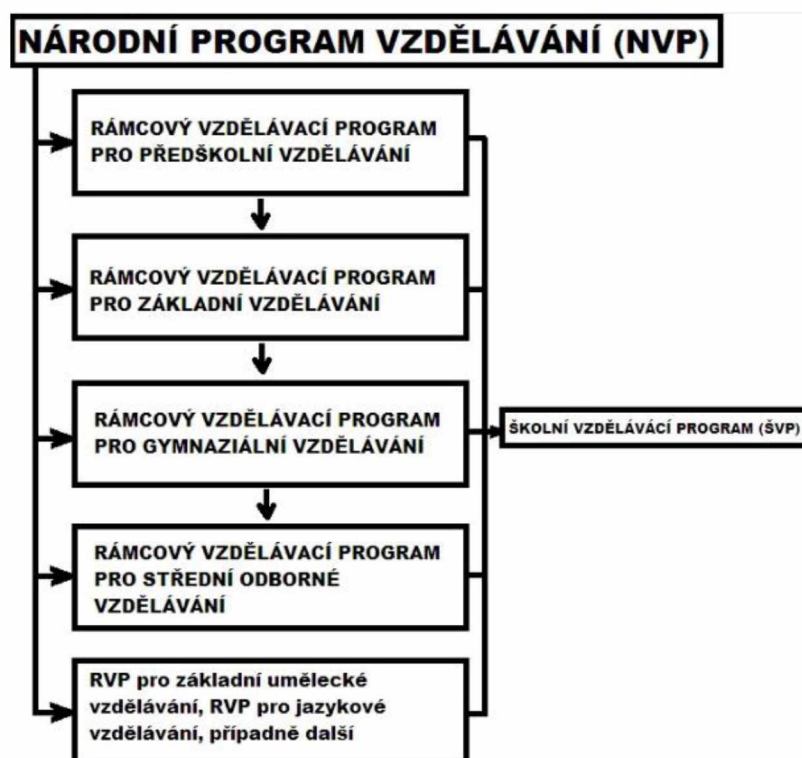 NÁRODNÍ PROGRAM VZDĚLÁVÁNÍ (NVP)
RÁMCOVÝ VZDĚLÁVACÍ PROGRAM
PRO PŘEDŠKOLNÍ VZDĚLÁVÁNÍ
RÁMCOVÝ VZDĚLÁVACÍ PROGRAM
PRO ZÁKLADNÍ VZDĚLÁVÁNÍ
RÁMCOVÝ VZDĚLÁVACÍ PROGRAM
PRO GYMNAZIÁLNÍ VZDĚLÁVÁNÍ
RÁMCOVÝ VZDĚLÁVACÍ PROGRAM
PRO STŘEDNÍ ODBORNÉ
VZDĚLÁVÁNÍ
RVP pro základní umělecké
vzdělávání, RVP pro jazykové
vzdělávání, případně další
ŠKOLNÍ VZDĚLÁVÁCÍ PROGRAM (ŠVP)